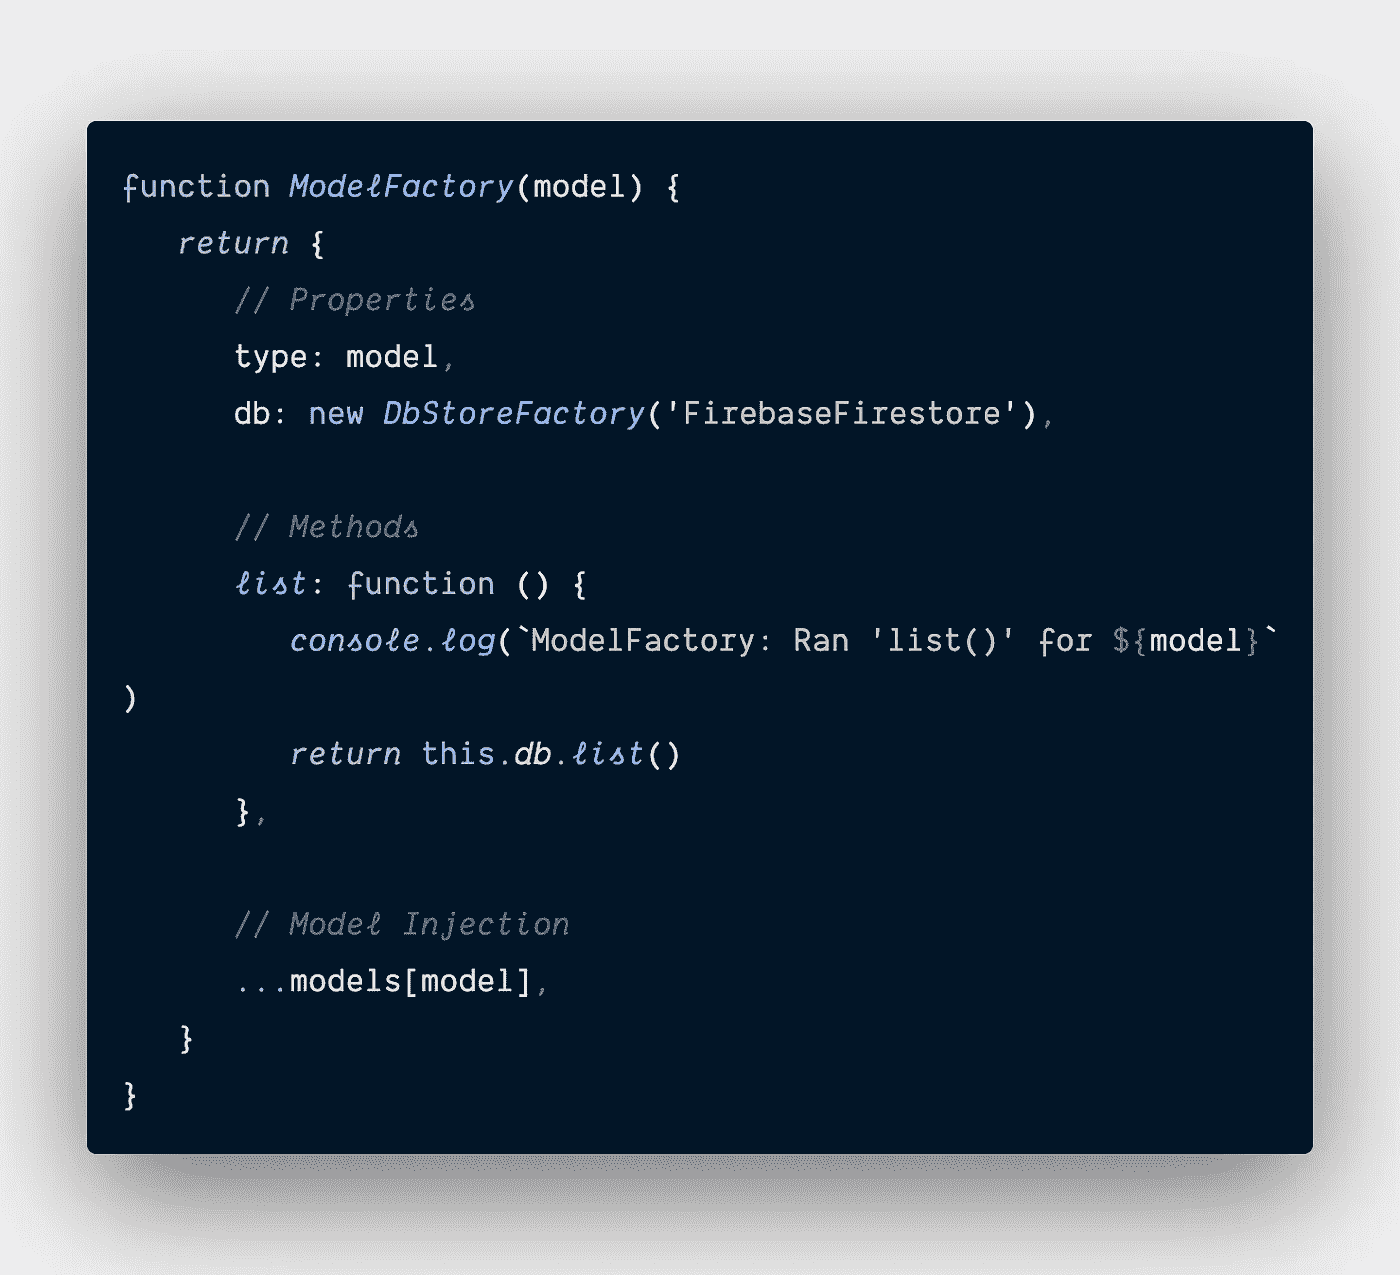 function ModelFactory(model) {
return {
// Properties
type: model,
db: new DbStoreFactory('FirebaseFirestore'),
// Methods
list: function () {
console.log(`ModelFactory: Ran 'list()' for ${model}`
)
return this.db.list()
},
// Model Injection
...models[model],
}
}